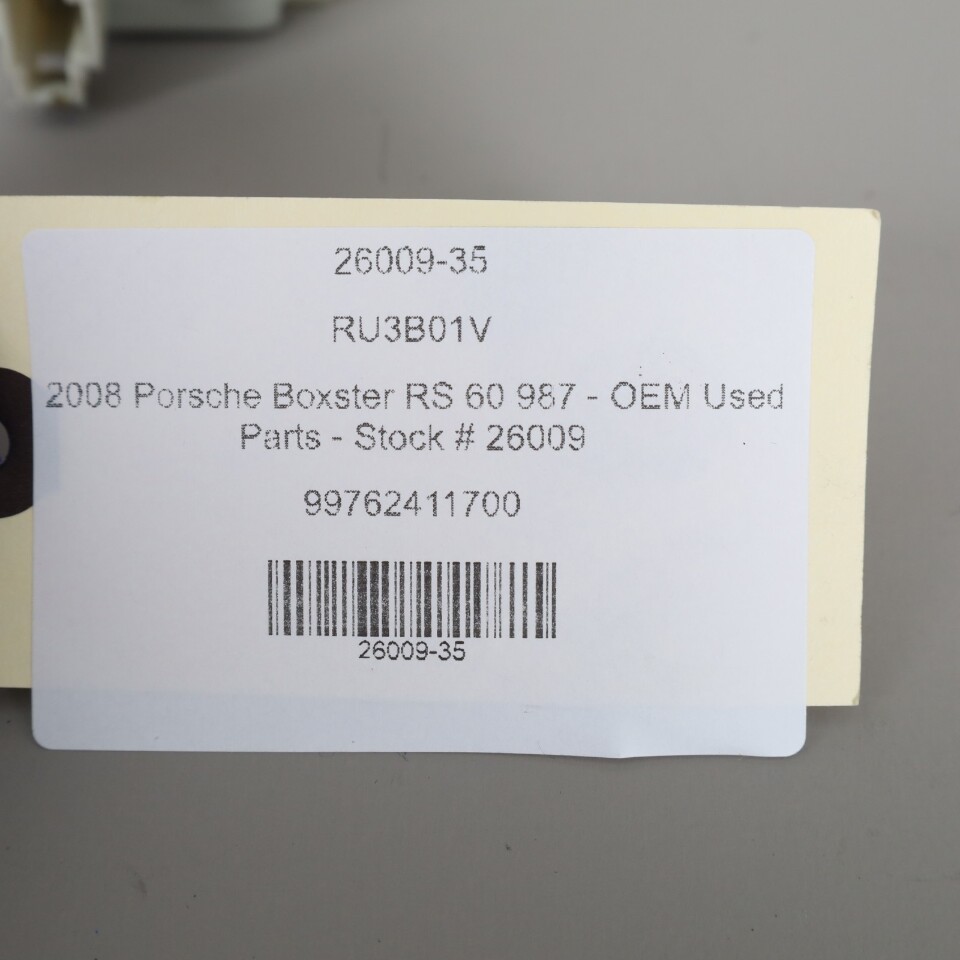 26009-35
RU3B01V
2008 Porsche Boxster RS 60 987 - OEM Used
Parts - Stock # 26009
99762411700
26009-35